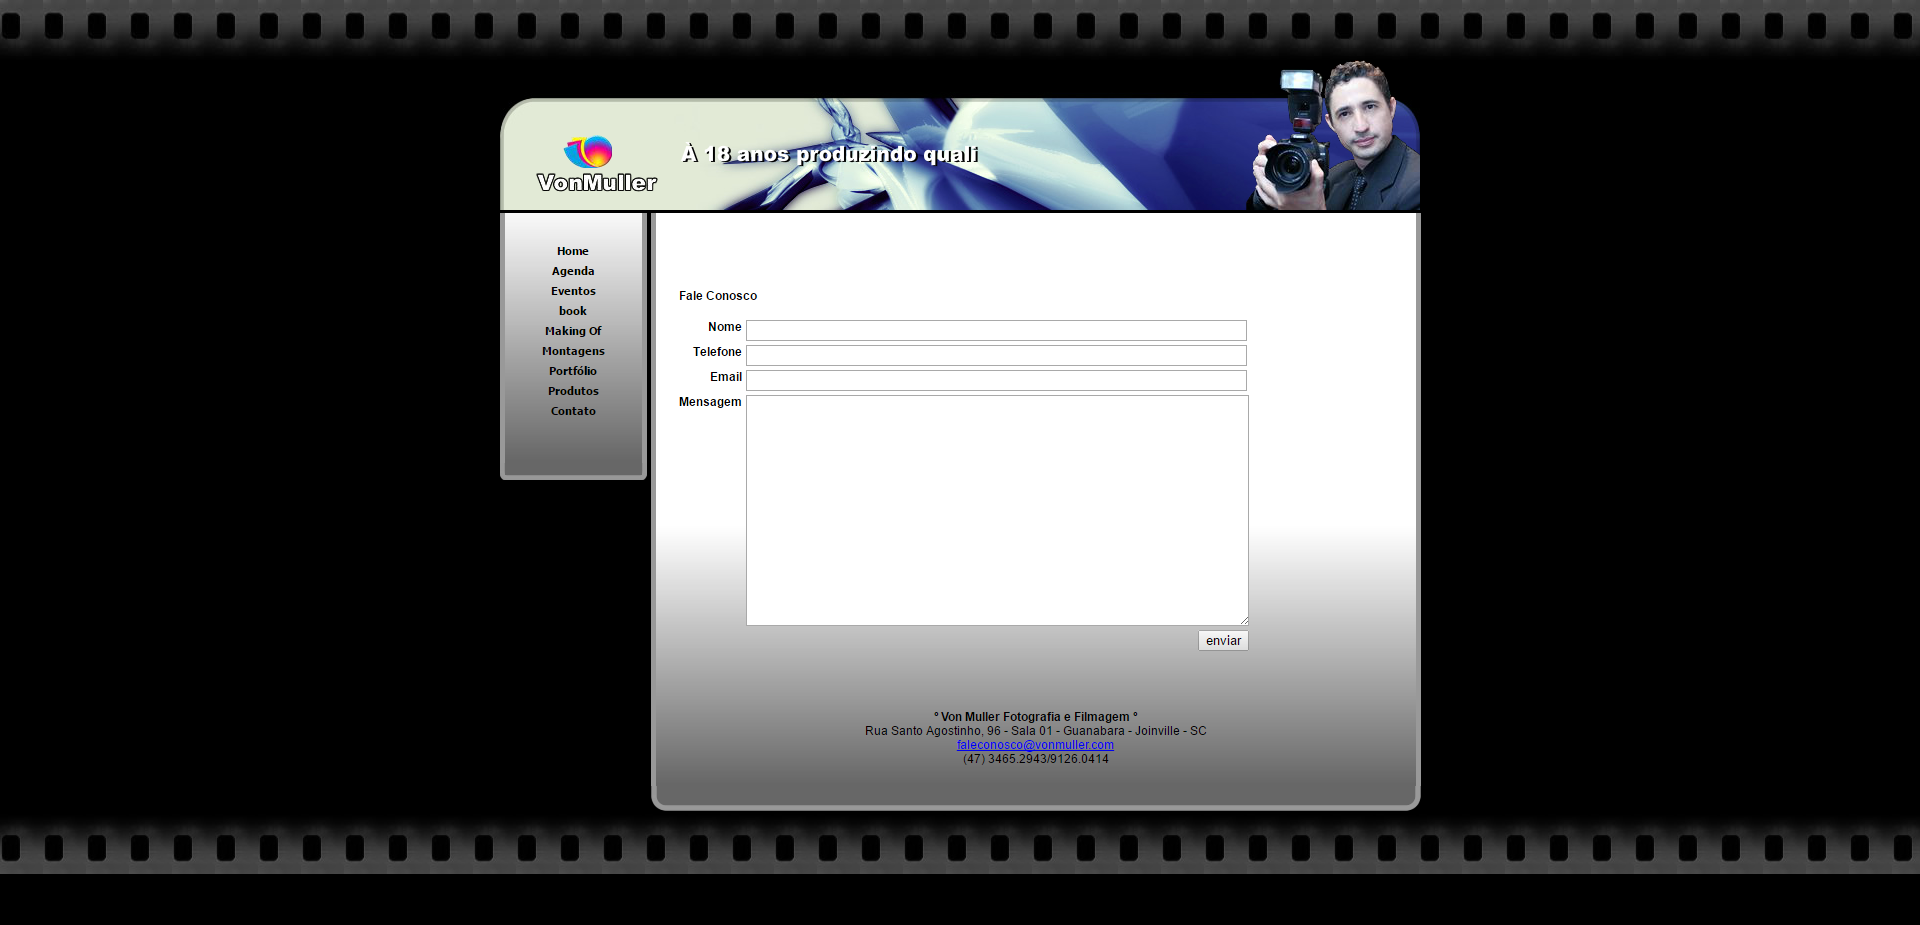 À 18 anos produzindo quali
VonMuller
Home
Agenda
Eventos
book
Making Of
Montagens
Portfólio
Produtos
Contato
Fale Conosco
Nome
Telefone
Email
Mensagem
enviar
° Von Muller Fotografia e Filmagem °
Rua Santo Agostinho, 96 - Sala 01 - Guanabara - Joinville - SC
faleconosco@vonmuller.com
(47) 3465.2943/9126.0414